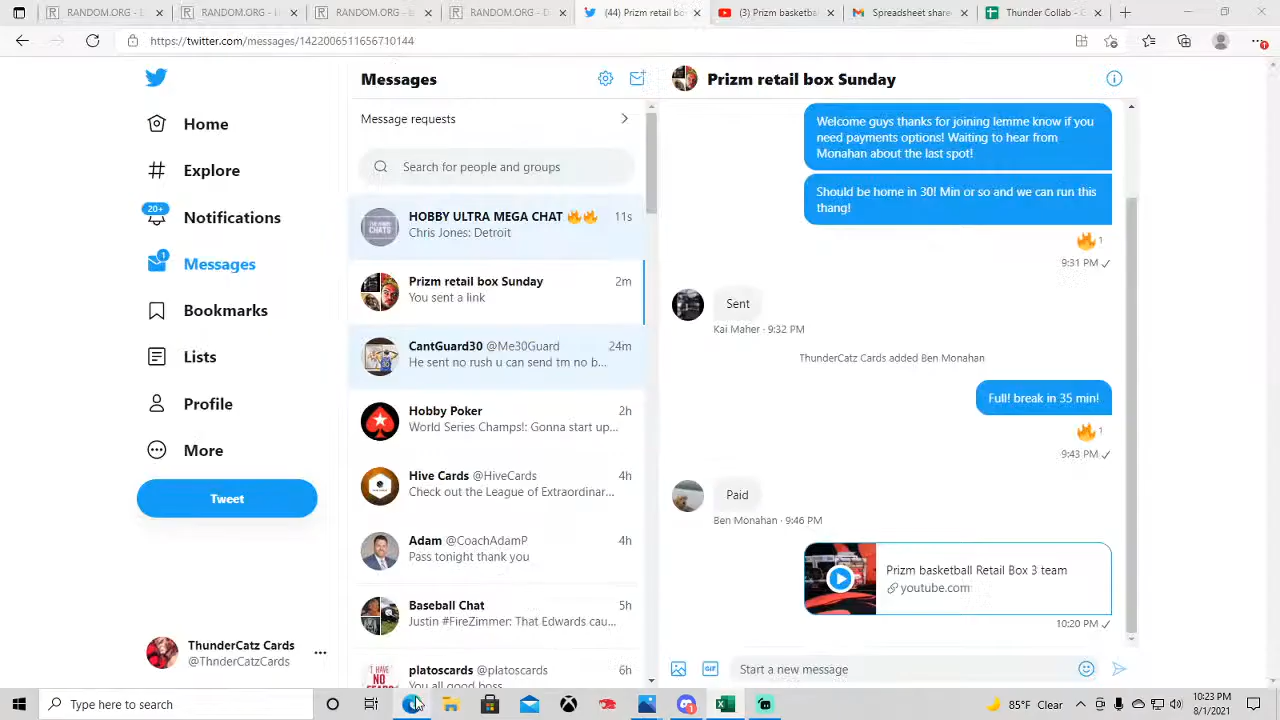 RANDOM.ORG - E
RANDOM.ORG - D
RANDOM.ORG - D
RANDOM.ORG - D
(44) Prizm retail bo
(3) Prizm basketba
Spreadsheet share
Thunder.Collab - E
https://twitter.com/messages/1422006511656710144
Home
Explore
20+
Notifications
1
Messages
Bookmarks
Lists
Profile
More
Tweet
ThunderCatz Cards
@ThnderCatzCards
Messages
Message requests
Search for people and groups
HOBBY ULTRA MEGA CHAT 🔥🔥 11s
Chris Jones: Detroit
Prizm retail box Sunday 2m
You sent a link
CantGuard30 @Me30Guard 24m
He sent no rush u can send tm no b...
Hobby Poker 2h
World Series Champs!: Gonna start up...
Hive Cards @HiveCards 4h
Check out the League of Extraordinar...
Adam @CoachAdamP 4h
Pass tonight thank you
Baseball Chat 5h
Justin #FireZimmer: That Edwards cau...
platoscards @platoscards 6h
You all good boss
Prizm retail box Sunday
Welcome guys thanks for joining lemme know if you
need payments options! Waiting to hear from
Monahan about the last spot!
Should be home in 30! Min or so and we can run this
thang!
🔥 1
9:31 PM ✓
Sent
Kai Maher · 9:32 PM
ThunderCatz Cards added Ben Monahan
Full! break in 35 min!
🔥 1
9:43 PM ✓
Paid
Ben Monahan · 9:46 PM
Prizm basketball Retail Box 3 team
youtube.com
10:20 PM ✓
GIF
Start a new message
Type here to search
85°F Clear
10:23 PM
8/1/2021